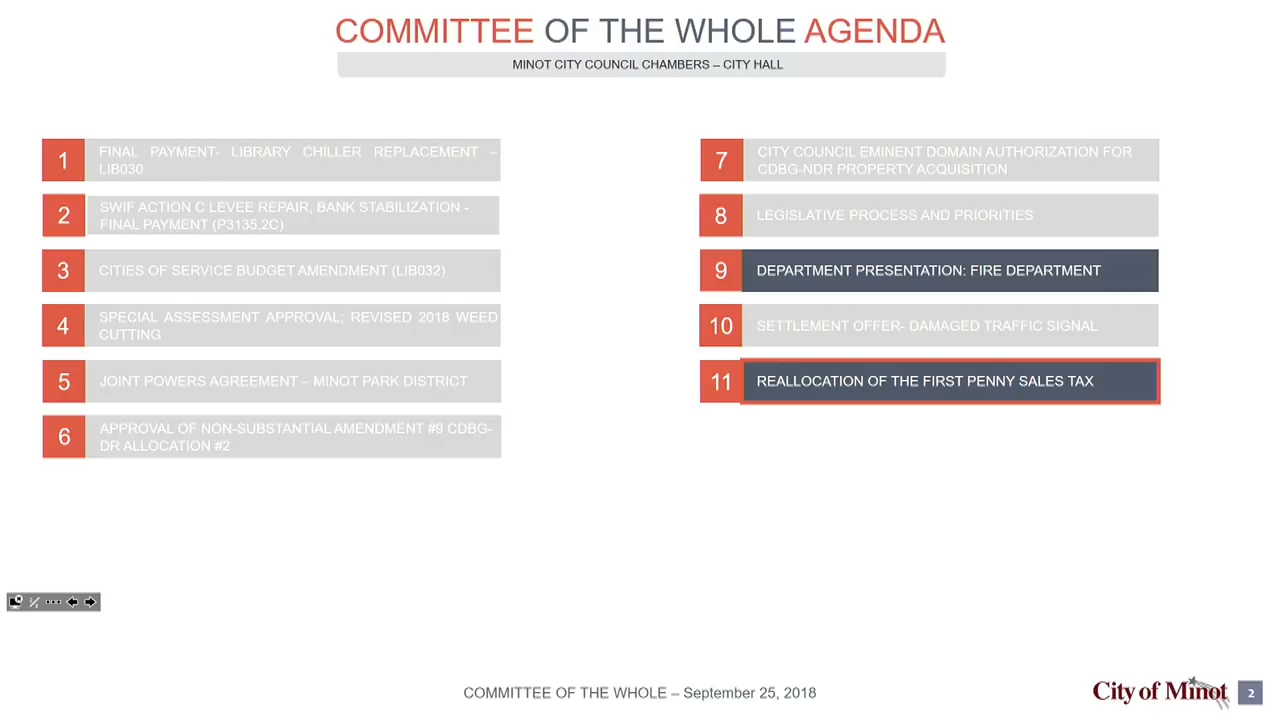 COMMITTEE OF THE WHOLE AGENDA
MINOT CITY COUNCIL CHAMBERS – CITY HALL
1
FINAL PAYMENT- LIBRARY CHILLER REPLACEMENT –
LIB030
2
SWIF ACTION C LEVEE REPAIR, BANK STABILIZATION -
FINAL PAYMENT (P3135.2C)
3
CITIES OF SERVICE BUDGET AMENDMENT (LIB032)
4
SPECIAL ASSESSMENT APPROVAL; REVISED 2018 WEED
CUTTING
5
JOINT POWERS AGREEMENT – MINOT PARK DISTRICT
6
APPROVAL OF NON-SUBSTANTIAL AMENDMENT #9 CDBG-
DR ALLOCATION #2
7
CITY COUNCIL EMINENT DOMAIN AUTHORIZATION FOR
CDBG-NDR PROPERTY ACQUISITION
8
LEGISLATIVE PROCESS AND PRIORITIES
9
DEPARTMENT PRESENTATION: FIRE DEPARTMENT
10
SETTLEMENT OFFER- DAMAGED TRAFFIC SIGNAL
11
REALLOCATION OF THE FIRST PENNY SALES TAX
COMMITTEE OF THE WHOLE – September 25, 2018
City of Minot
2